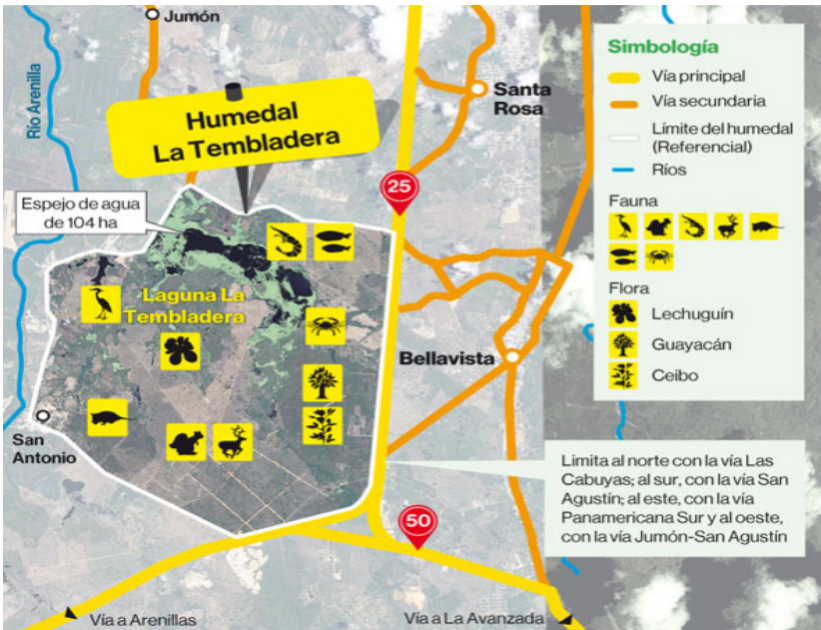 Jumón
Río Arenilla
Humedal
La Tembladera
Santa
Rosa
25
Espejo de agua
de 104 ha
Laguna La
Tembladera
Bellavista
San
Antonio
50
Vía a Arenillas
Vía a La Avanzada
Simbología
Vía principal
Vía secundaria
Límite del humedal
(Referencial)
Ríos
Fauna
Flora
Lechuguín
Guayacán
Ceibo
Limita al norte con la vía Las
Cabuyas; al sur, con la vía San
Agustín; al este, con la vía
Panamericana Sur y al oeste,
con la vía Jumón-San Agustín